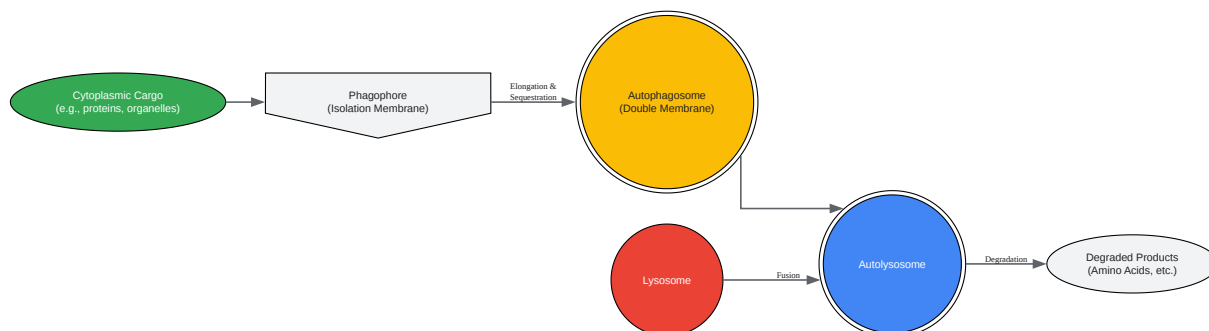 Cytoplasmic Cargo
(e.g., proteins, organelles)
Phagophore
(Isolation Membrane)
Elongation &
Sequestration
Autophagosome
(Double Membrane)
Lysosome
Fusion
Autolysosome
Degradation
Degraded Products
(Amino Acids, etc.)